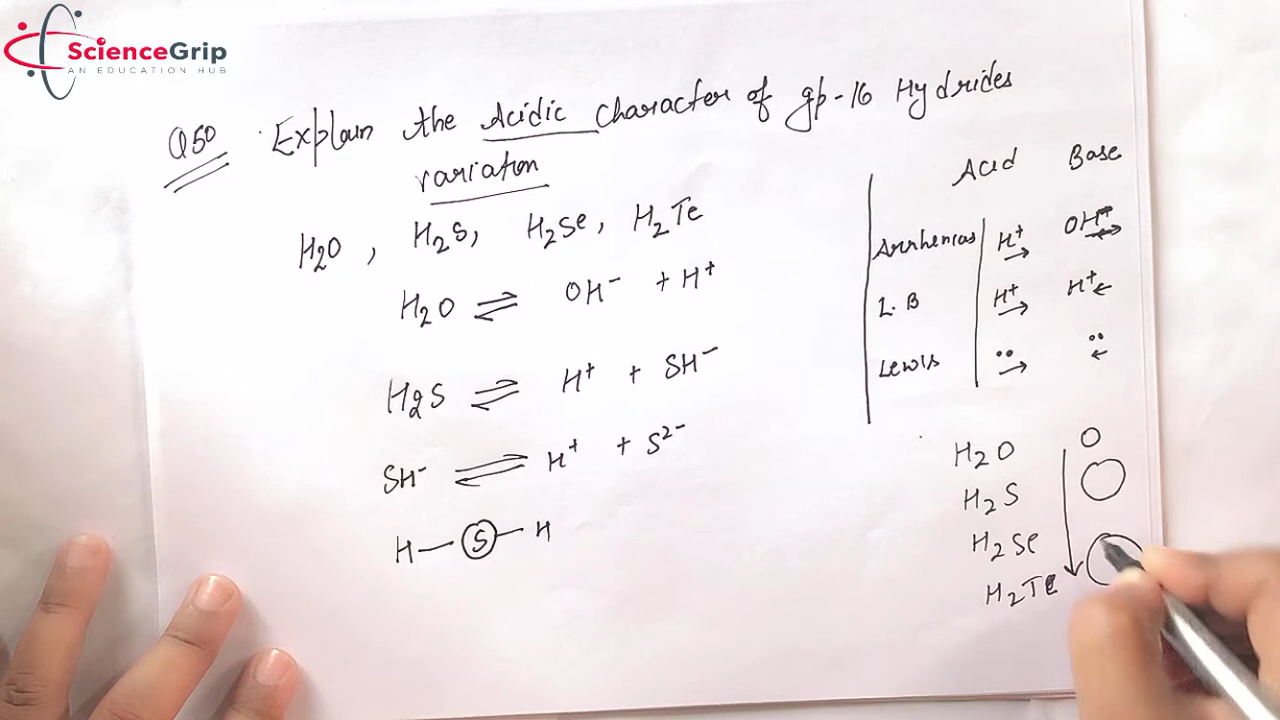 ScienceGrip
AN EDUCATION HUB
Q50 Explain the Acidic character of gp-16 Hydrides
variation
H₂O , H₂S, H₂Se, H₂Te
H₂O ⇌ OH⁻ + H⁺
H₂S ⇌ H⁺ + SH⁻
SH⁻ ⇌ H⁺ + S²⁻
H—S—H
Acid Base
Arrhenias H⁺ → OH
L.B H⁺ → H⁺ ←
Lewis •• → •• ←
H₂O
H₂S
H₂Se
H₂Te